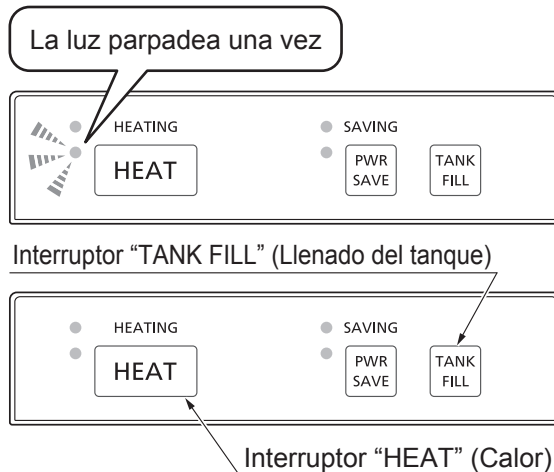 La luz parpadea una vez
HEATING
SAVING
HEAT
PWR
SAVE
TANK
FILL
Interruptor “TANK FILL” (Llenado del tanque)
HEATING
SAVING
HEAT
PWR
SAVE
TANK
FILL
Interruptor “HEAT” (Calor)